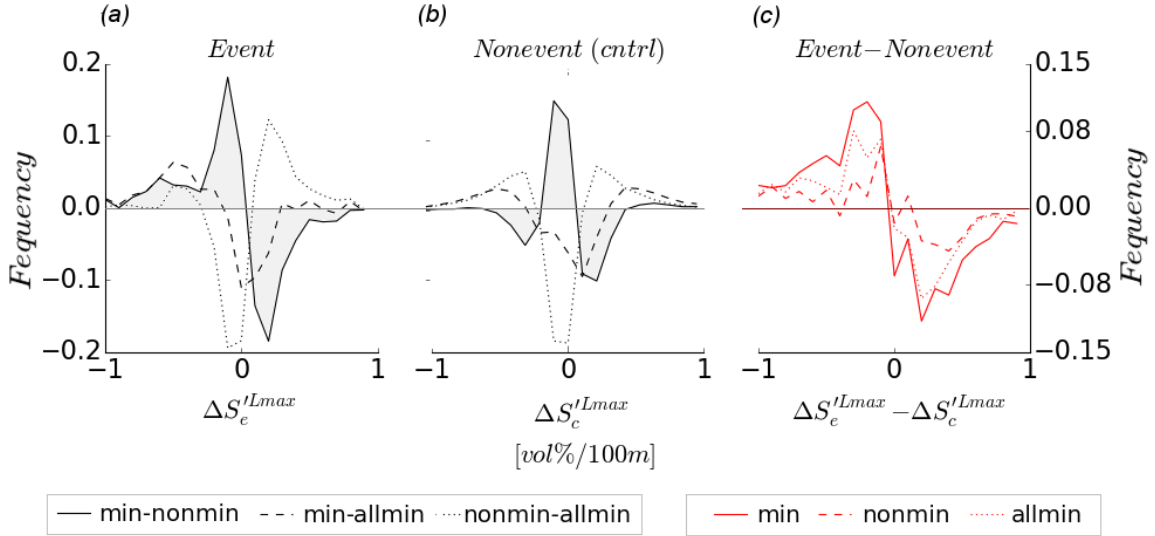 (a) (b) (c)
Event Nonevent (cntrl) Event−Nonevent
0.2 0.15
0.1 0.08
0.0 0.00
−0.1 −0.08
−0.2 −0.15
Fequency Fequency
−1 0 1 −1 0 1 −1 0 1
ΔS′Lmax e ΔS′Lmax c ΔS′Lmax e −ΔS′Lmax c
[vol%/100m]
min-nonmin min-allmin nonmin-allmin min nonmin allmin